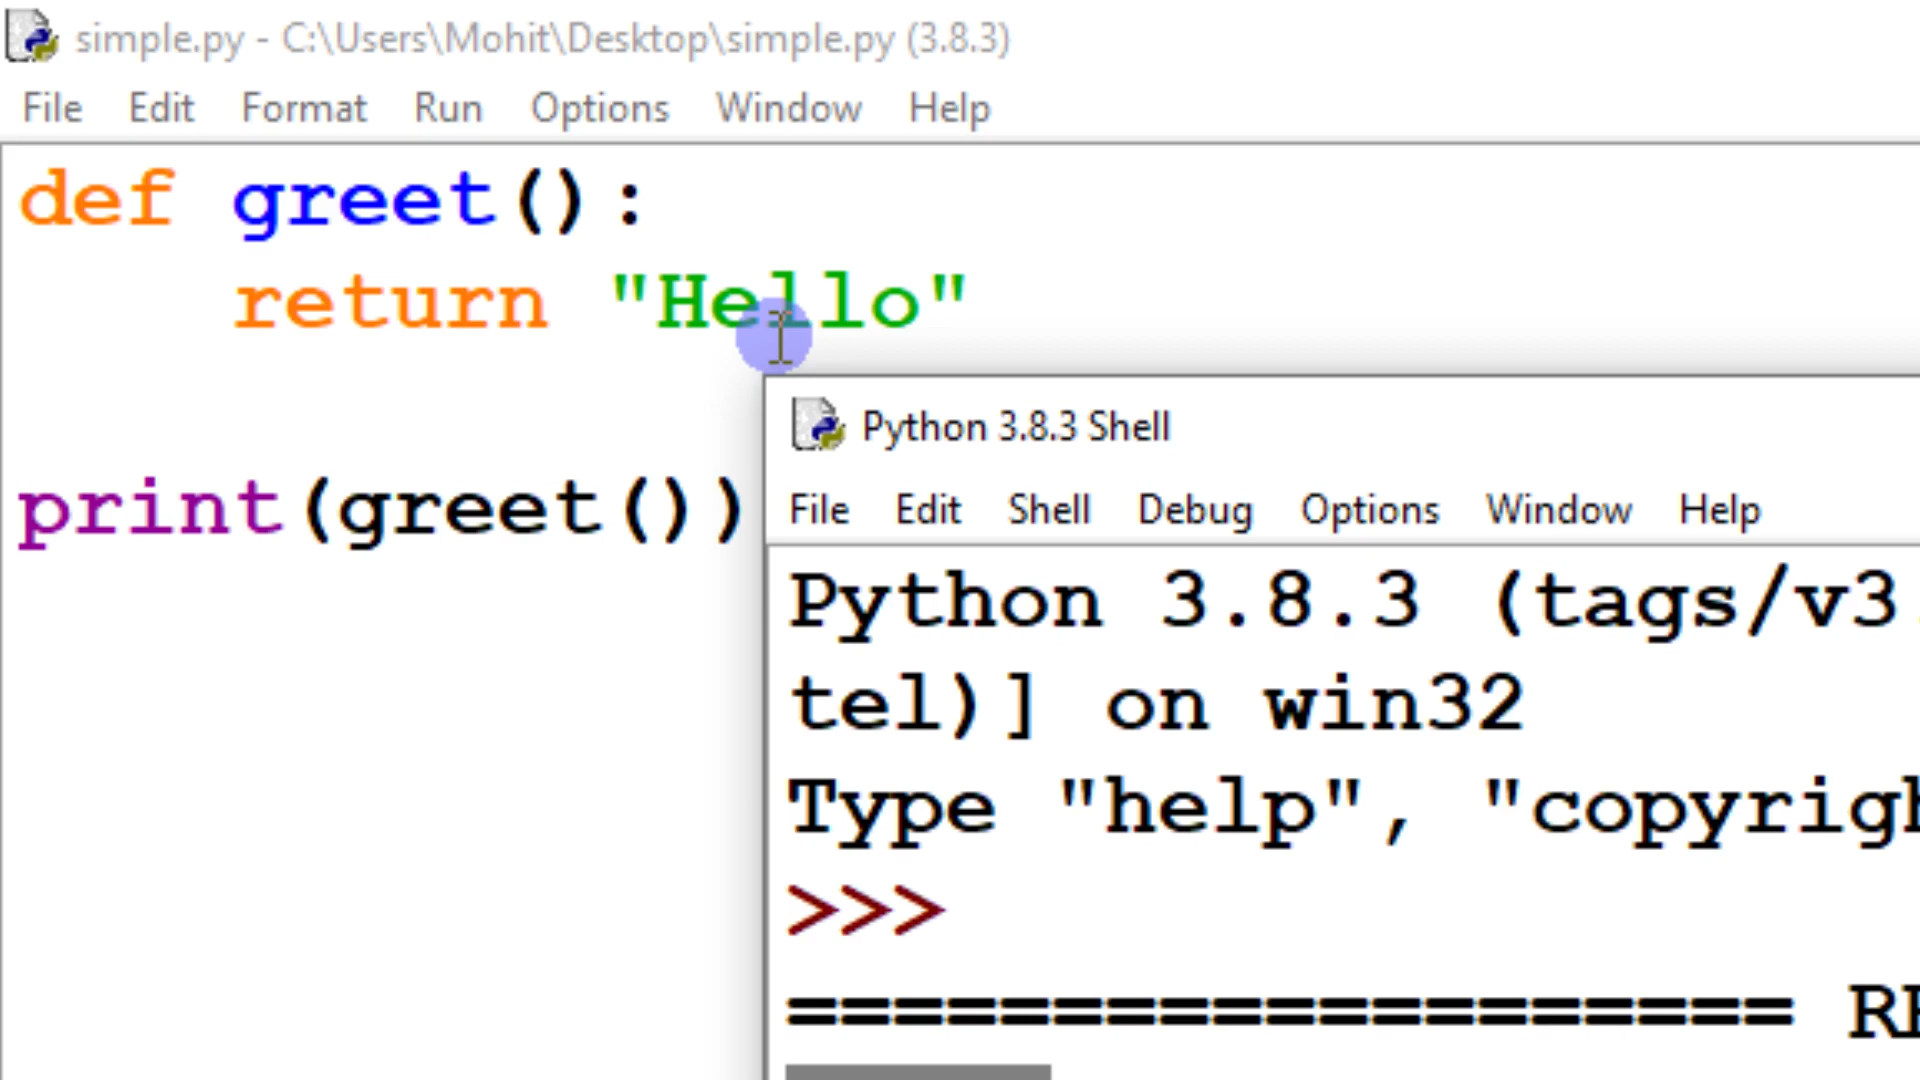 simple.py - C:\Users\Mohit\Desktop\simple.py (3.8.3)
File Edit Format Run Options Window Help
def greet():
    return "Hello"
print(greet())
Python 3.8.3 Shell
File Edit Shell Debug Options Window Help
Python 3.8.3 (tags/v3.
tel)] on win32
Type "help", "copyrigh
>>>
=================== RE